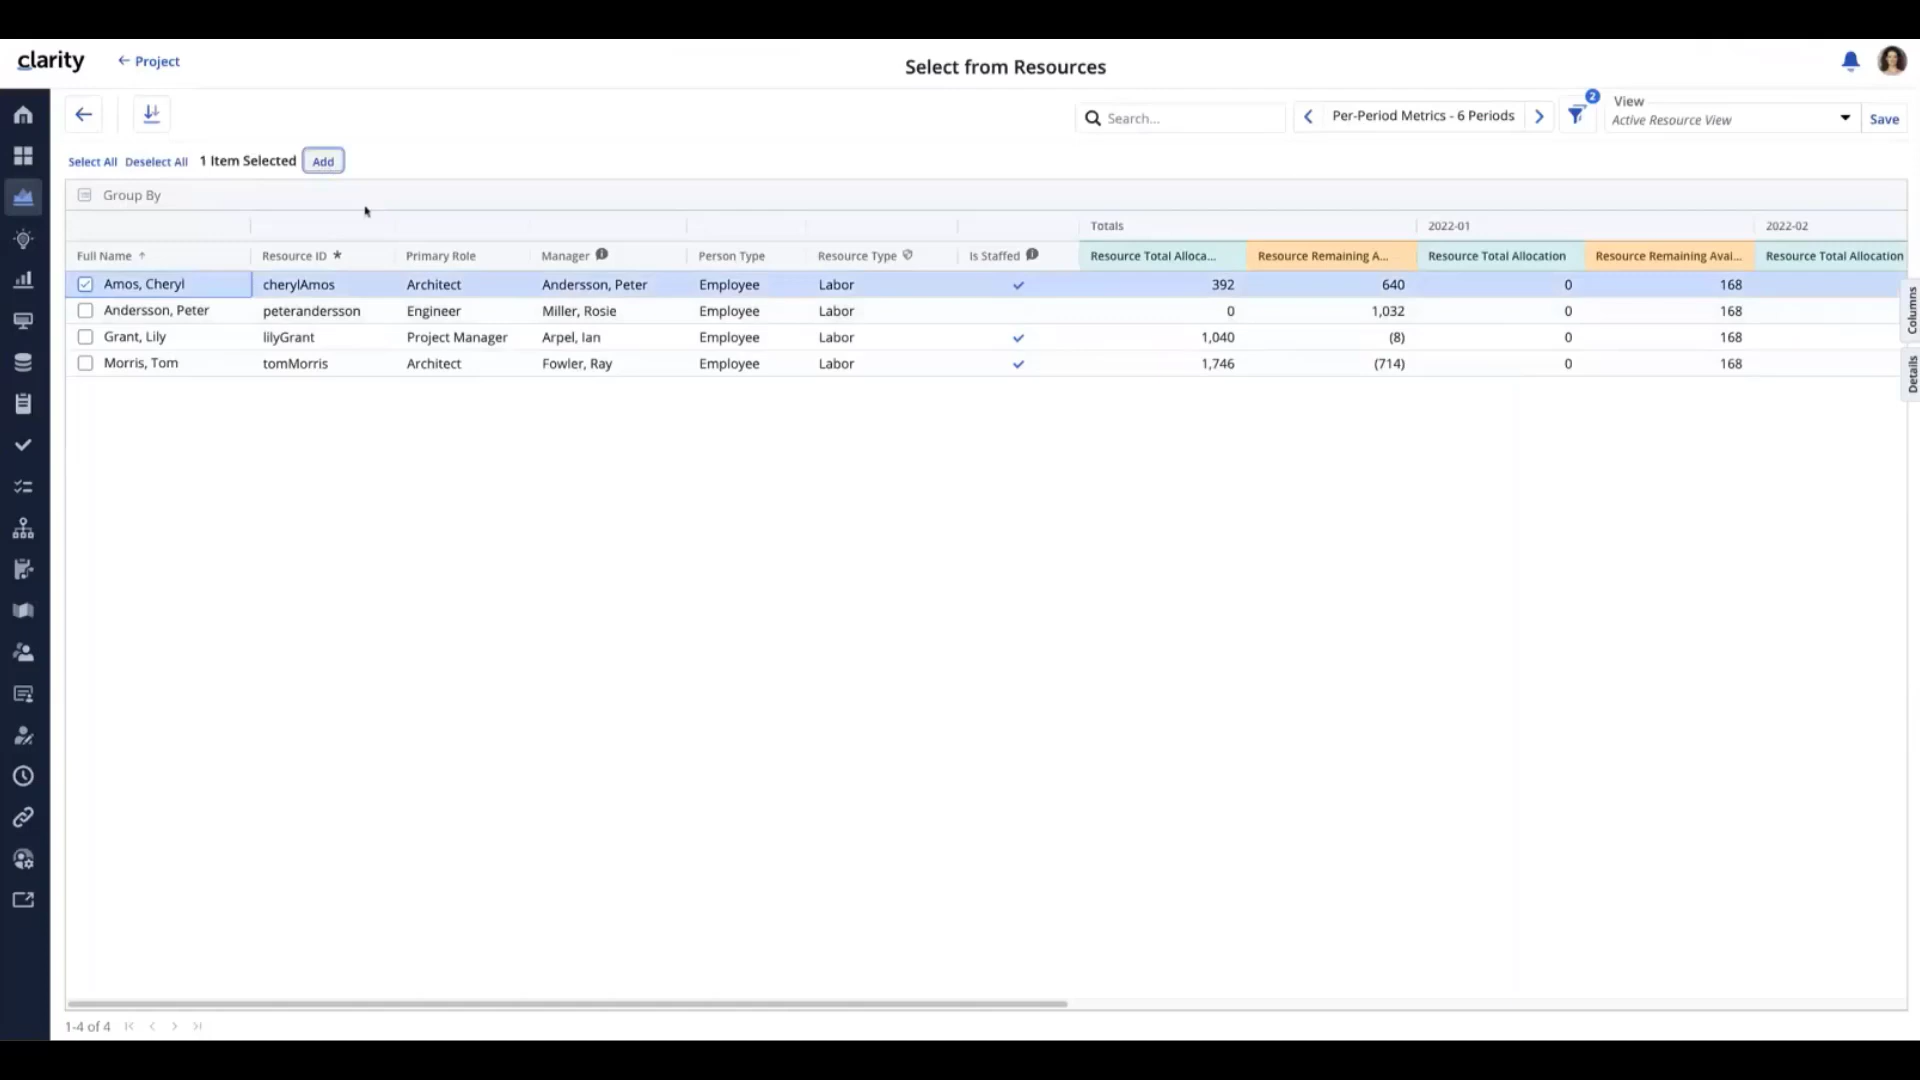 clarity
Project
Select from Resources
Search...
Per-Period Metrics - 6 Periods
2
View
Active Resource View
Save
Select All Deselect All 1 Item Selected Add
Group By
Totals 2022-01 2022-02
Full Name Resource ID * Primary Role Manager Person Type Resource Type Is Staffed Resource Total Alloca... Resource Remaining A... Resource Total Allocation Resource Remaining Avai... Resource Total Allocation
Amos, Cheryl cherylAmos Architect Andersson, Peter Employee Labor 392 640 0 168
Andersson, Peter peterandersson Engineer Miller, Rosie Employee Labor 0 1,032 0 168
Grant, Lily lilyGrant Project Manager Arpel, Ian Employee Labor 1,040 (8) 0 168
Morris, Tom tomMorris Architect Fowler, Ray Employee Labor 1,746 (714) 0 168
Columns
Details
1-4 of 4